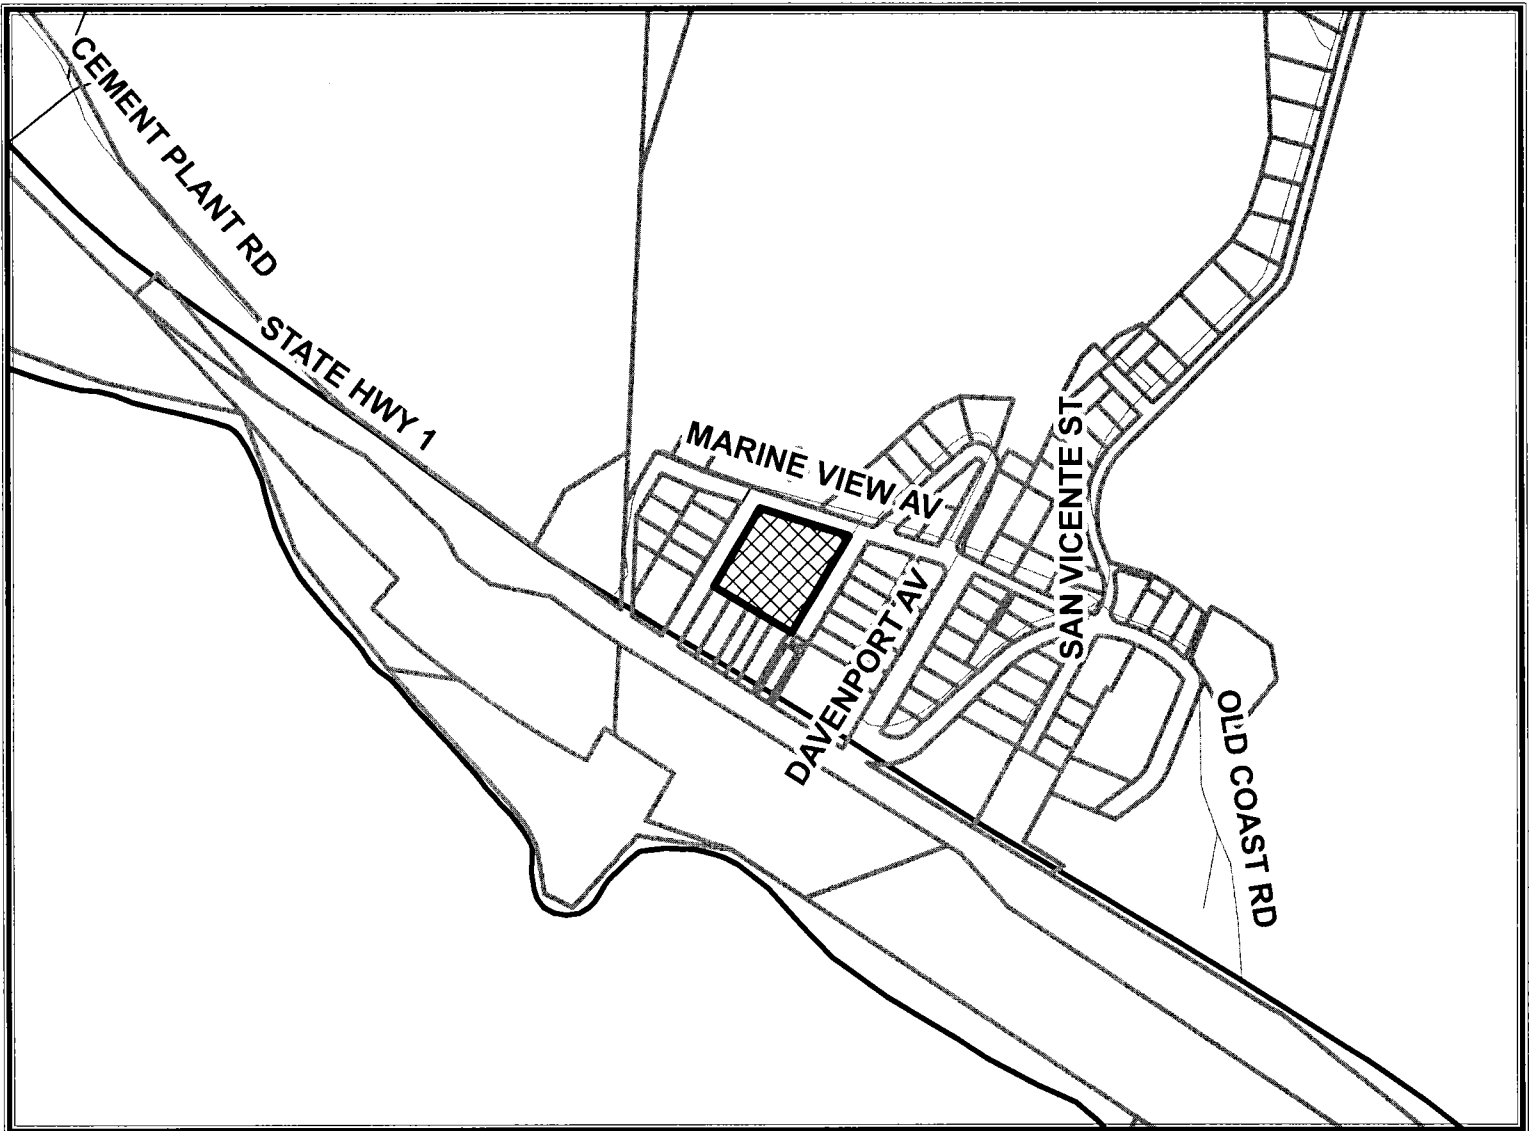 CEMENT PLANT RD
STATE HWY 1
MARINE VIEW AV
SAN VICENTE ST
DAVENPORT AV
OLD COAST RD